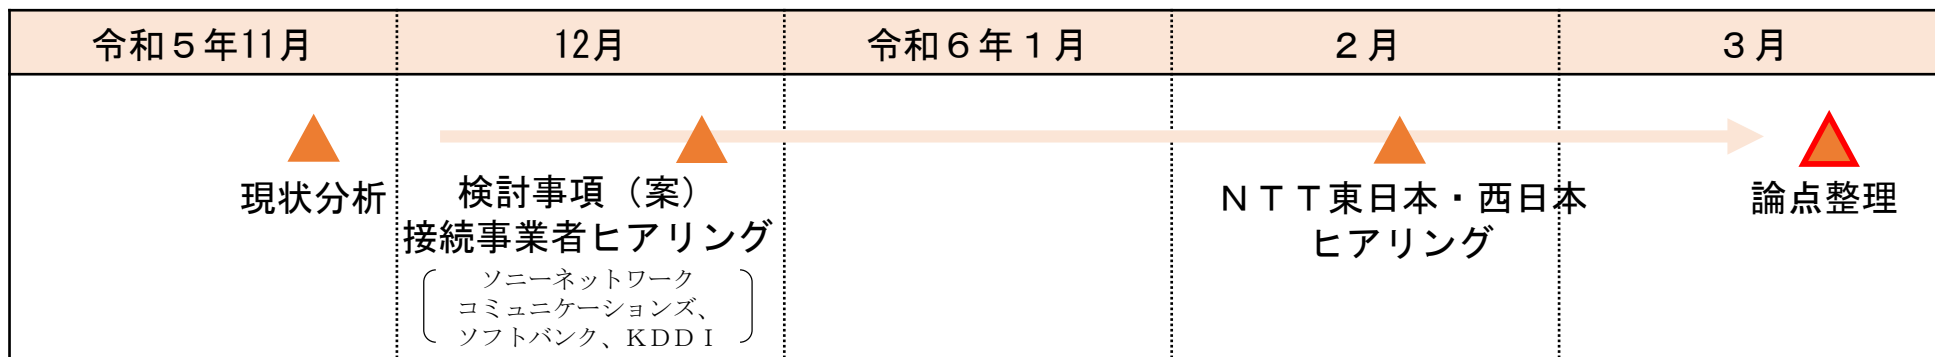 令和５年11月
12月
令和６年１月
２月
３月
現状分析
検討事項（案）
接続事業者ヒアリング
ソニーネットワーク
コミュニケーションズ、
ソフトバンク、ＫＤＤＩ
ＮＴＴ東日本・西日本
ヒアリング
論点整理